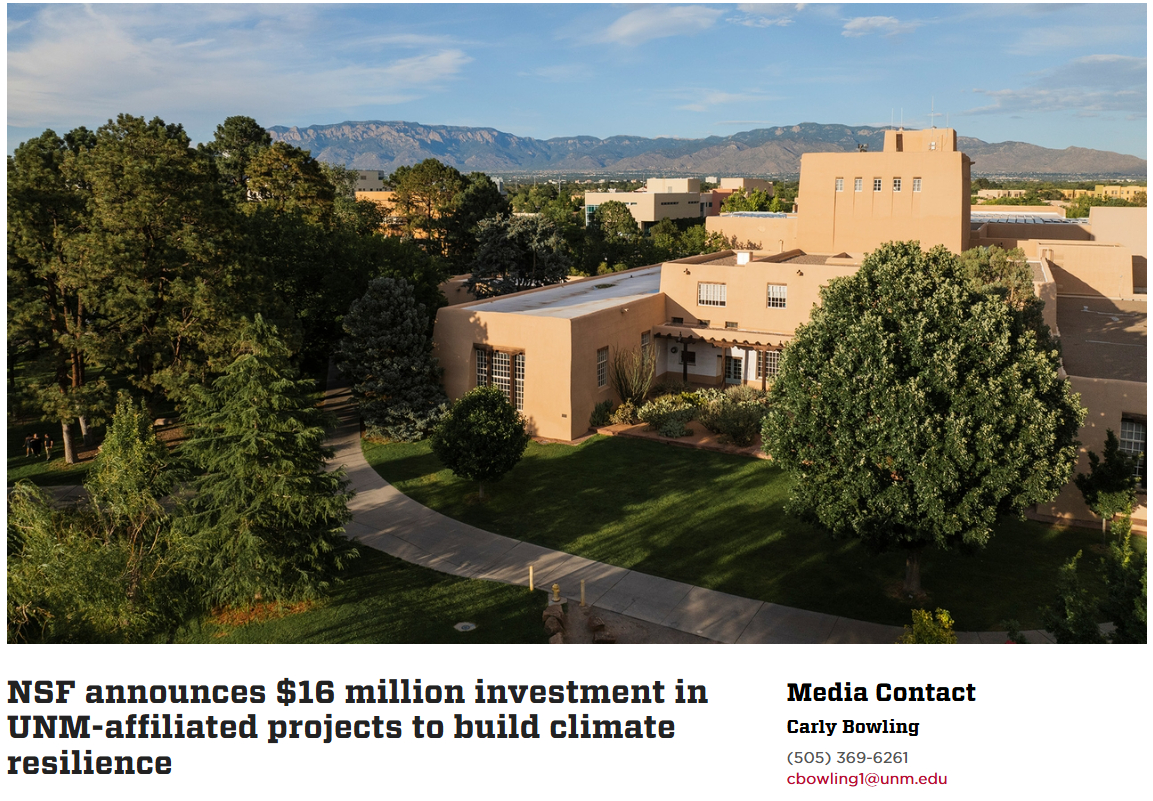 NSF announces $16 million investment in
UNM-affiliated projects to build climate
resilience
Media Contact
Carly Bowling
(505) 369-6261
cbowling1@unm.edu